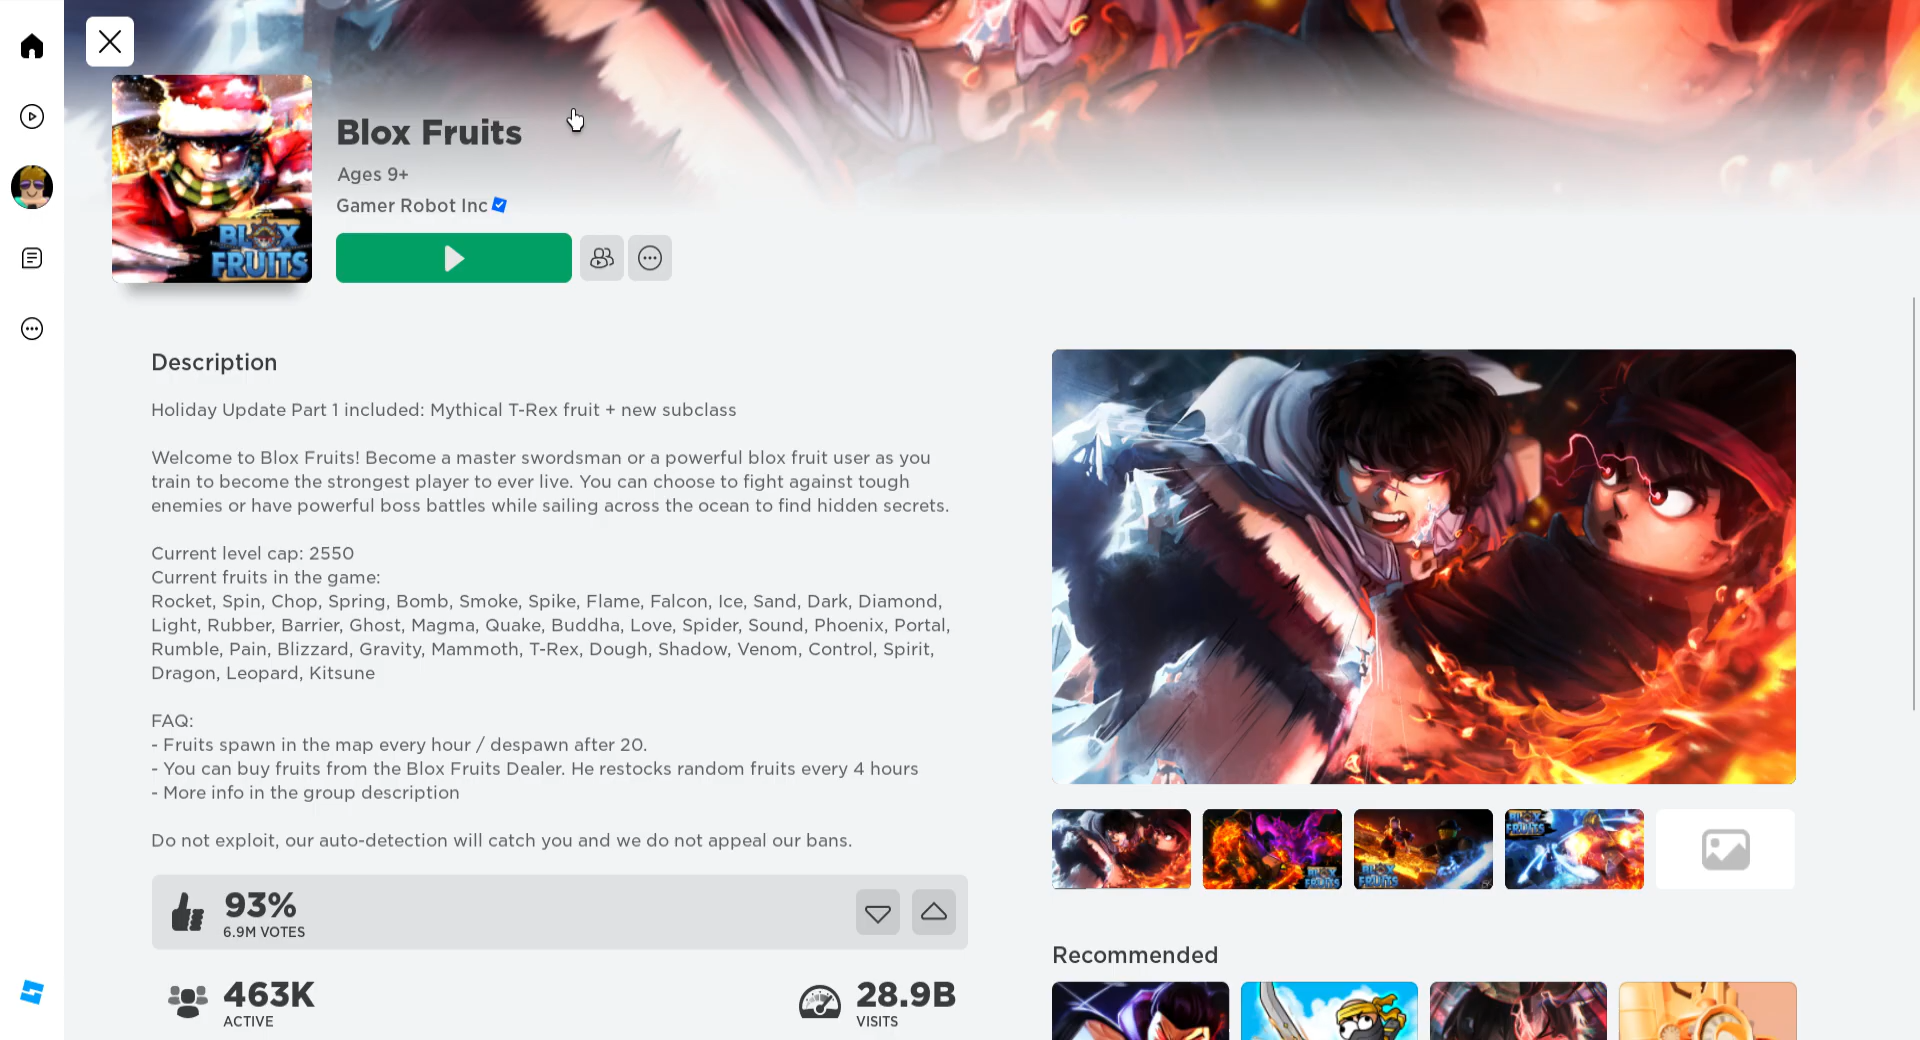 Blox Fruits
Ages 9+
Gamer Robot Inc
BLOX
FRUITS
Description
Holiday Update Part 1 included: Mythical T-Rex fruit + new subclass
Welcome to Blox Fruits! Become a master swordsman or a powerful blox fruit user as you
train to become the strongest player to ever live. You can choose to fight against tough
enemies or have powerful boss battles while sailing across the ocean to find hidden secrets.
Current level cap: 2550
Current fruits in the game:
Rocket, Spin, Chop, Spring, Bomb, Smoke, Spike, Flame, Falcon, Ice, Sand, Dark, Diamond,
Light, Rubber, Barrier, Ghost, Magma, Quake, Buddha, Love, Spider, Sound, Phoenix, Portal,
Rumble, Pain, Blizzard, Gravity, Mammoth, T-Rex, Dough, Shadow, Venom, Control, Spirit,
Dragon, Leopard, Kitsune
FAQ:
- Fruits spawn in the map every hour / despawn after 20.
- You can buy fruits from the Blox Fruits Dealer. He restocks random fruits every 4 hours
- More info in the group description
Do not exploit, our auto-detection will catch you and we do not appeal our bans.
93%
6.9M VOTES
463K
ACTIVE
28.9B
VISITS
BLOX
FRUITS
BLOX
FRUITS
BLOX
FRUITS
Recommended